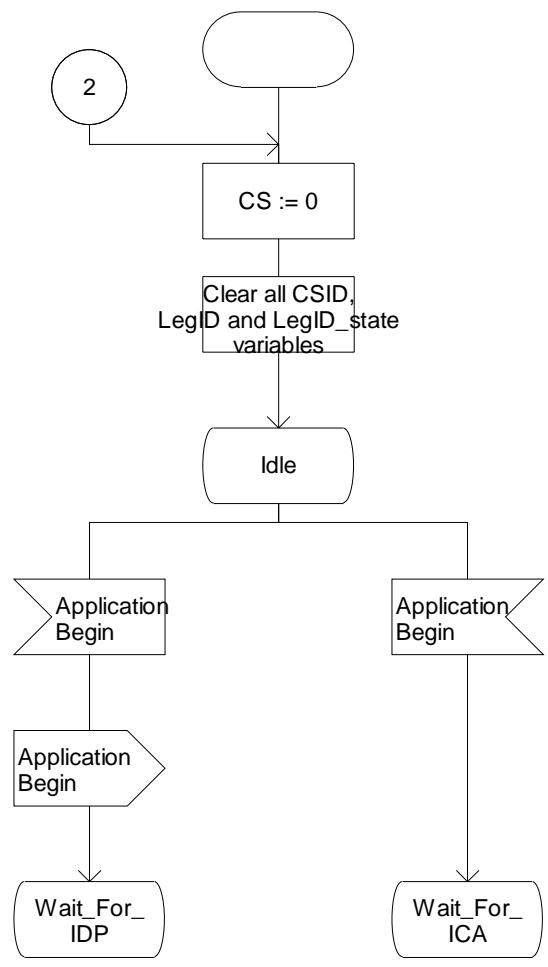 2
CS := 0
Clear all CSID,
LegID and LegID_state
variables
Idle
Application
Begin
Application
Begin
Application
Begin
Wait_For_
IDP
Wait_For_
ICA